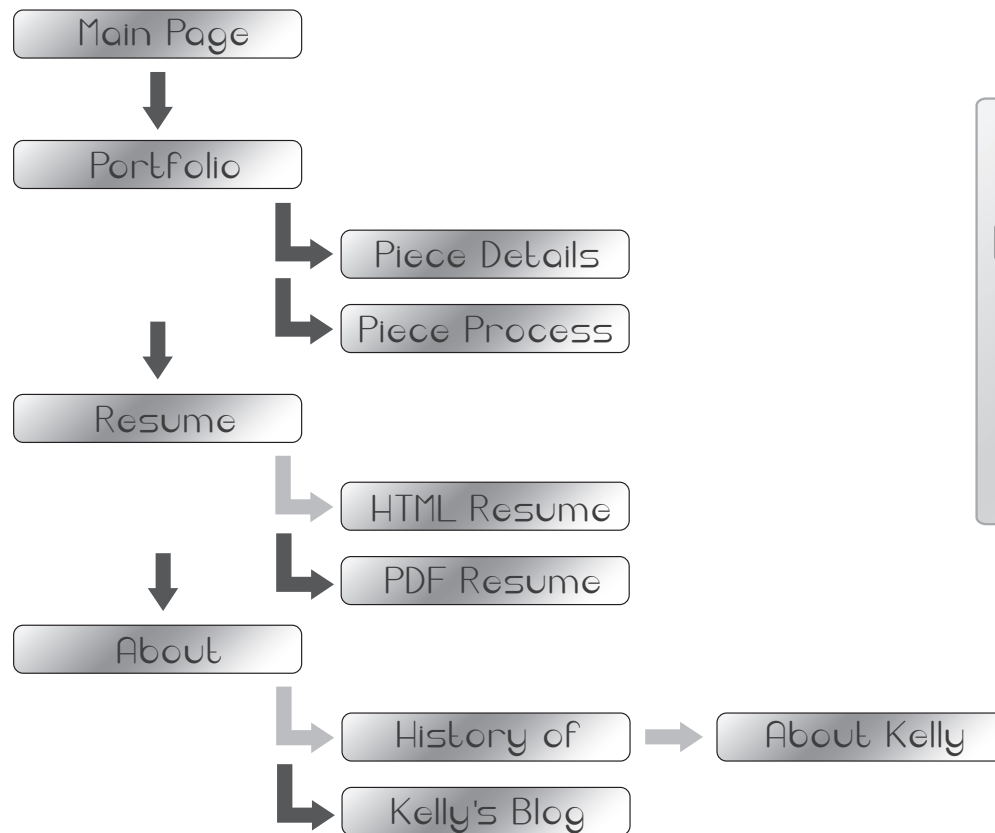 Main Page
Portfolio
Piece Details
Piece Process
Resume
HTML Resume
PDF Resume
About
History of
About Kelly
Kelly's Blog